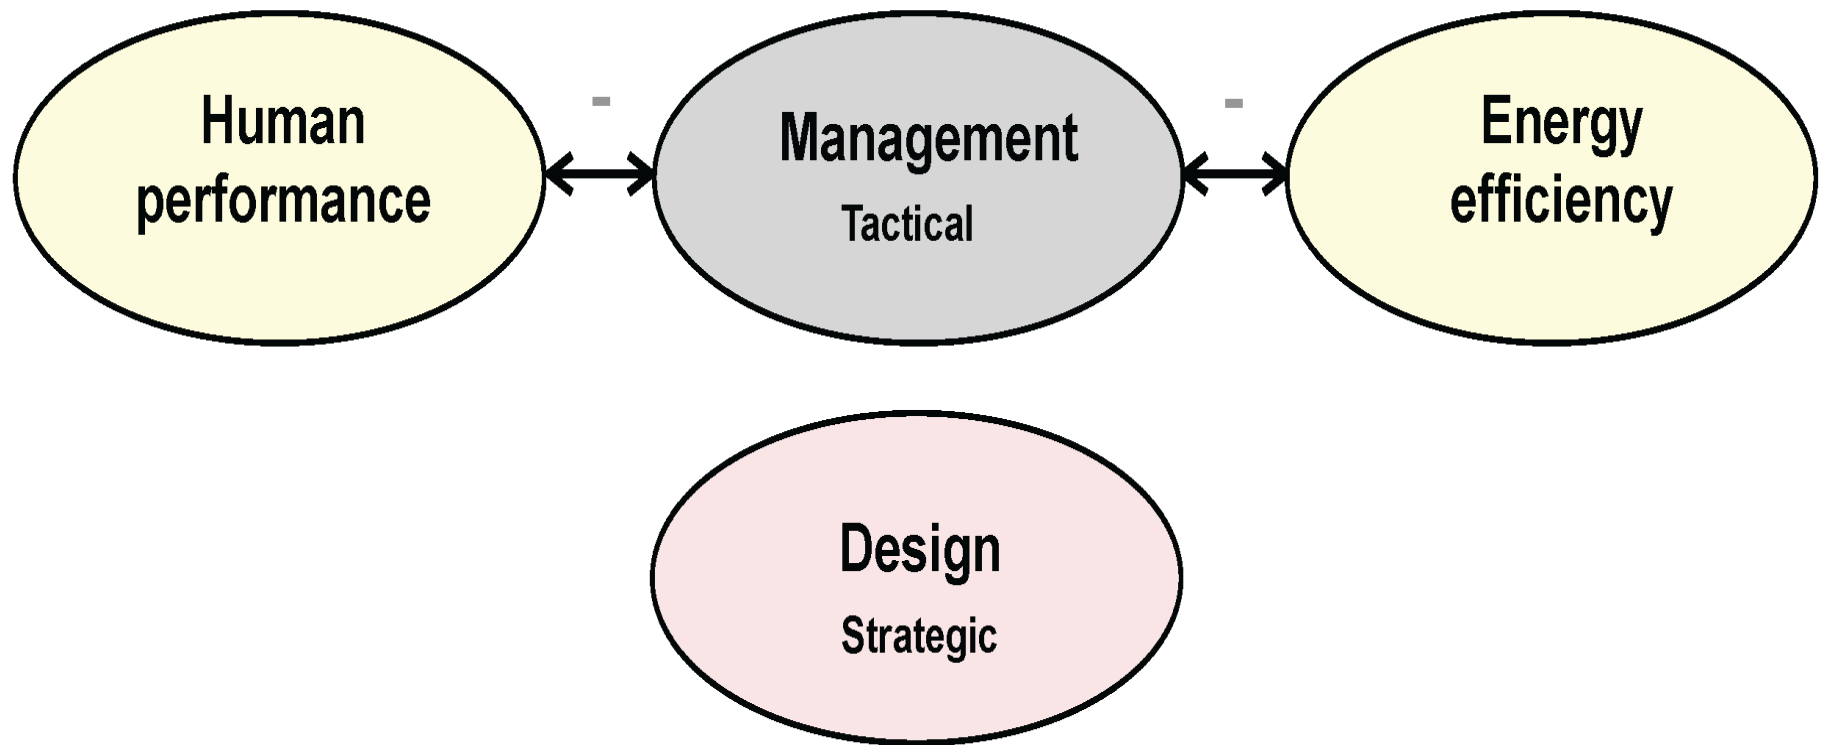 Human
performance
-
Management
Tactical
-
Energy
efficiency
Design
Strategic